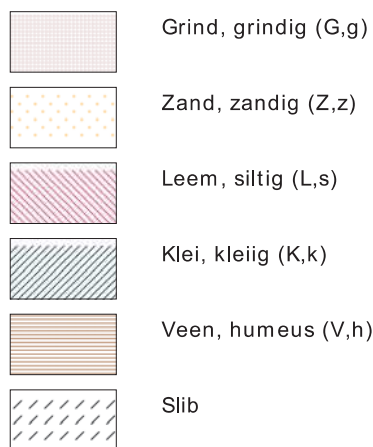 Grind, grindig (G,g)
Zand, zandig (Z,z)
Leem, siltig (L,s)
Klei, kleiig (K,k)
Veen, humeus (V,h)
Slib